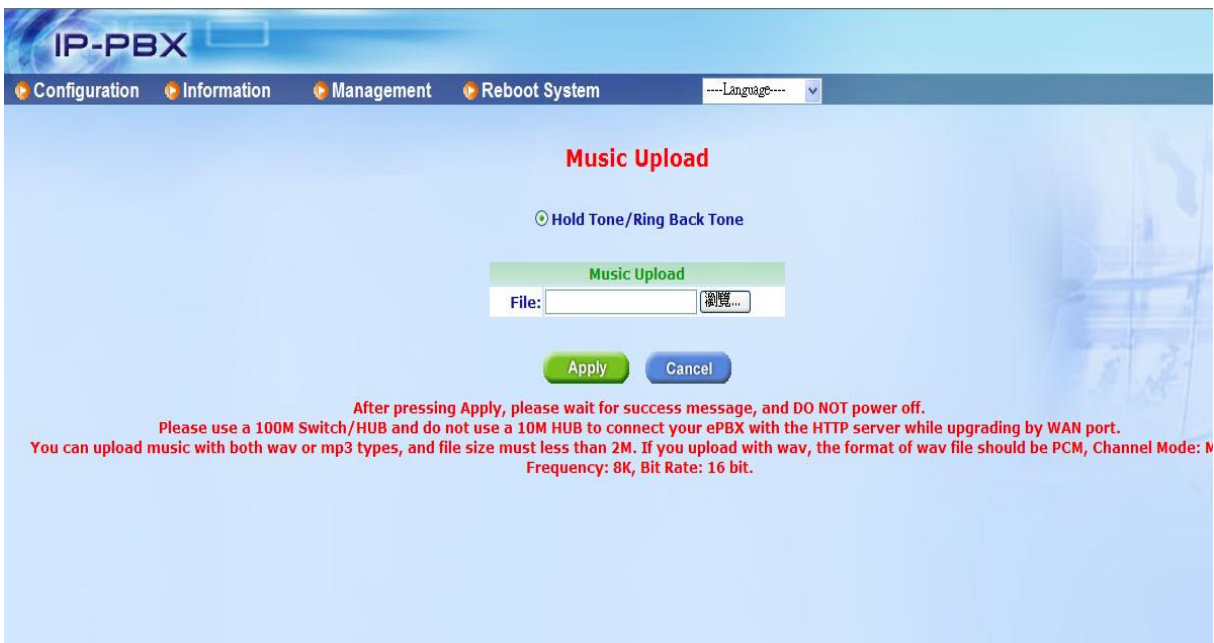 IP-PBX
Configuration Information Management Reboot System ----Language----
Music Upload
Hold Tone/Ring Back Tone
Music Upload
File: 瀏覽...
Apply Cancel
After pressing Apply, please wait for success message, and DO NOT power off.
Please use a 100M Switch/HUB and do not use a 10M HUB to connect your ePBX with the HTTP server while upgrading by WAN port.
You can upload music with both wav or mp3 types, and file size must less than 2M. If you upload with wav, the format of wav file should be PCM, Channel Mode:
Frequency: 8K, Bit Rate: 16 bit.